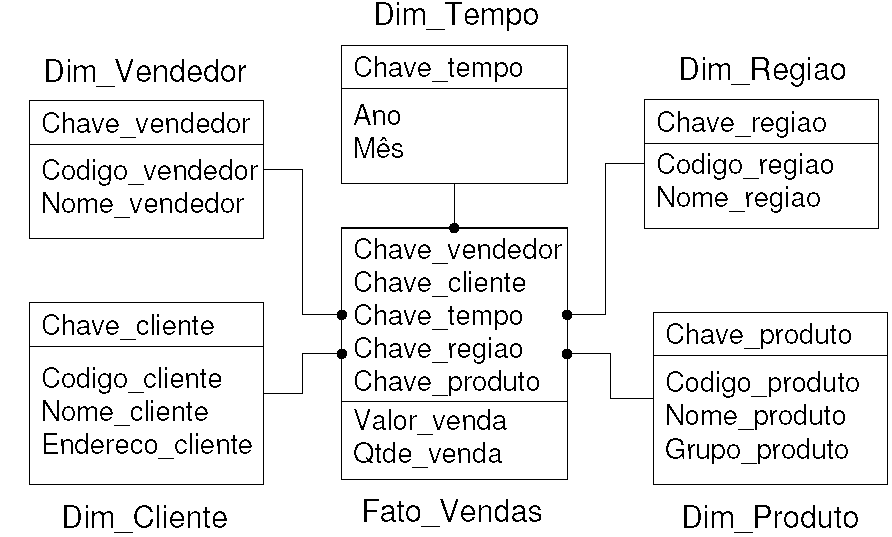 Dim_Tempo
Chave_tempo
Ano
Mês
Dim_Vendedor
Chave_vendedor
Codigo_vendedor
Nome_vendedor
Dim_Regiao
Chave_regiao
Codigo_regiao
Nome_regiao
Chave_vendedor
Chave_cliente
Chave_tempo
Chave_regiao
Chave_produto
Valor_venda
Qtde_venda
Fato_Vendas
Chave_cliente
Codigo_cliente
Nome_cliente
Endereco_cliente
Dim_Cliente
Chave_produto
Codigo_produto
Nome_produto
Grupo_produto
Dim_Produto